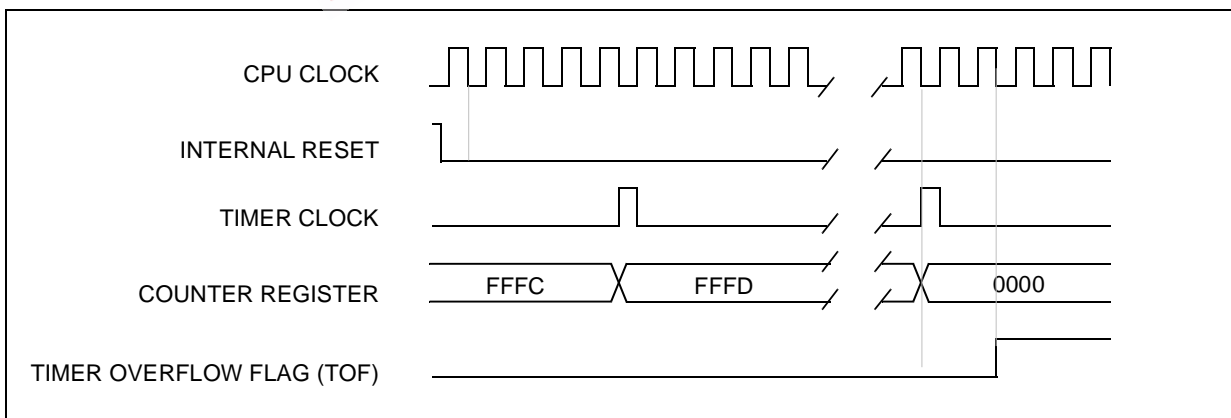 CPU CLOCK
INTERNAL RESET
TIMER CLOCK
COUNTER REGISTER FFFC FFFD 0000
TIMER OVERFLOW FLAG (TOF)